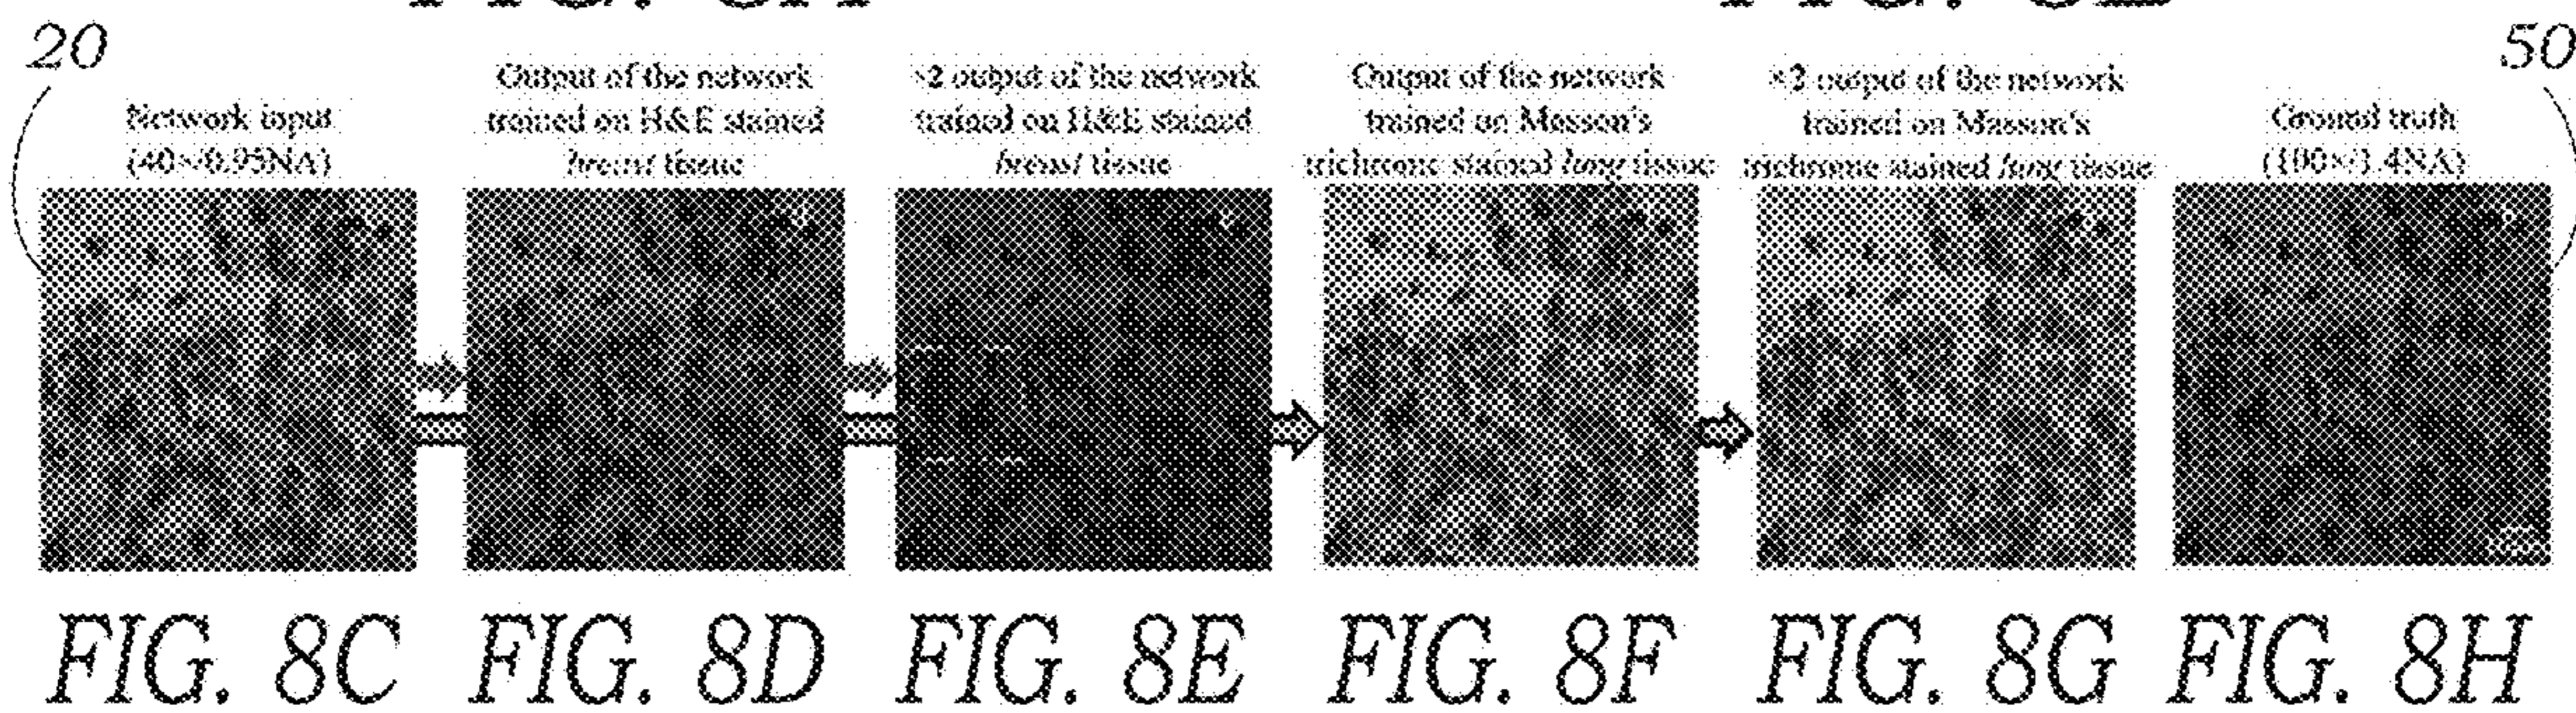 20
50
Network input
(40×/0.95NA)
Output of the network
trained on H&E stained
breast tissue
×2 output of the network
trained on H&E stained
breast tissue
Output of the network
trained on Masson's
trichrome stained lung tissue
×2 output of the network
trained on Masson's
trichrome stained lung tissue
Ground truth
(100×/1.4NA)
FIG. 8C
FIG. 8D
FIG. 8E
FIG. 8F
FIG. 8G
FIG. 8H